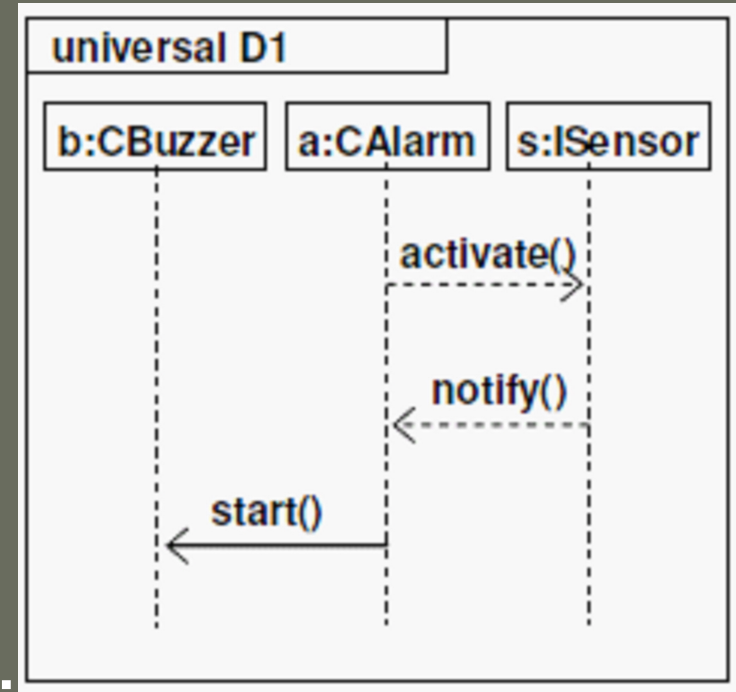 universal D1
b:CBuzzer
a:CAlarm
s:ISensor
activate()
notify()
start()